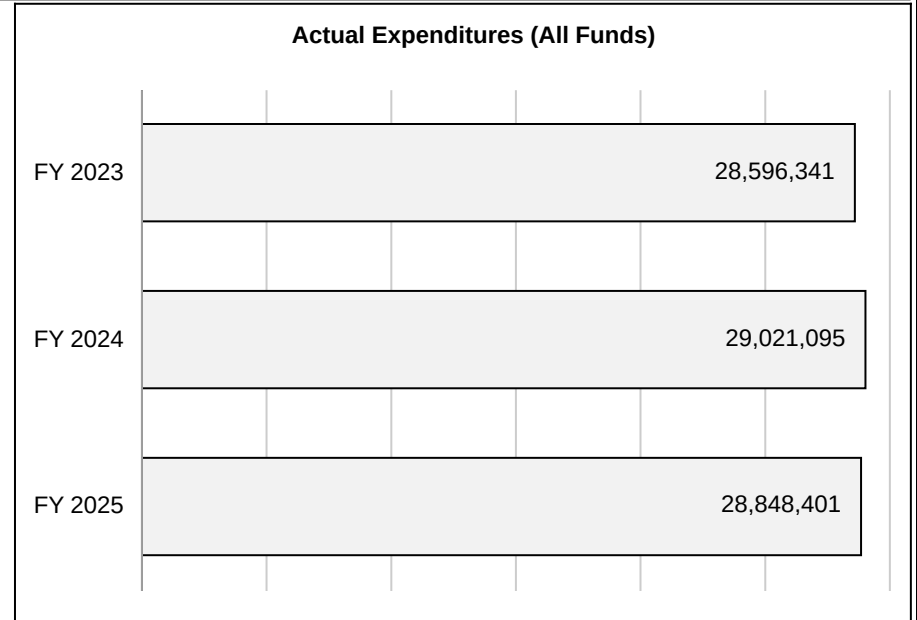 Actual Expenditures (All Funds)
FY 2023
28,596,341
FY 2024
29,021,095
FY 2025
28,848,401